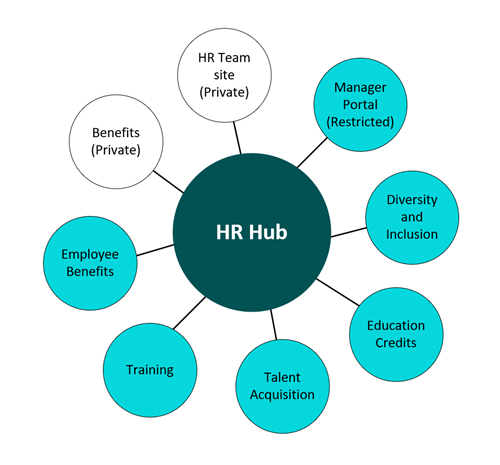 HR Team
site
(Private)
Manager
Portal
(Restricted)
Benefits
(Private)
Diversity
and
Inclusion
HR Hub
Employee
Benefits
Education
Credits
Training
Talent
Acquisition